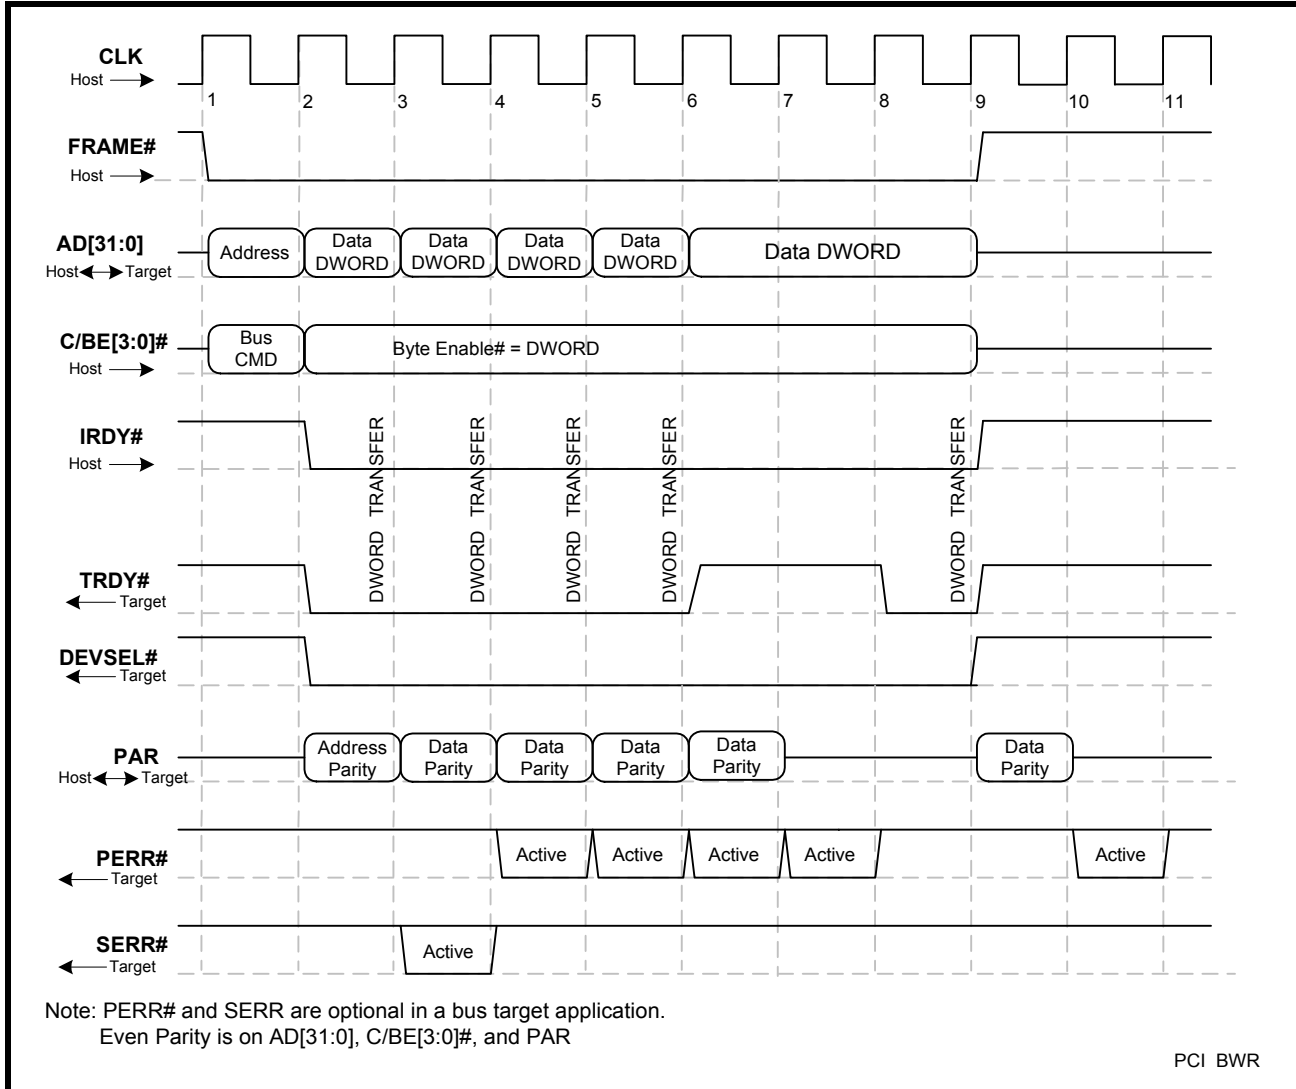 CLK
Host
1 2 3 4 5 6 7 8 9 10 11
FRAME#
Host
AD[31:0]
Host Target
Address
Data
DWORD
Data
DWORD
Data
DWORD
Data
DWORD
Data DWORD
C/BE[3:0]#
Host
Bus
CMD
Byte Enable# = DWORD
IRDY#
Host
DWORD TRANSFER
DWORD TRANSFER
DWORD TRANSFER
DWORD TRANSFER
DWORD TRANSFER
TRDY#
Target
DEVSEL#
Target
PAR
Host Target
Address
Parity
Data
Parity
Data
Parity
Data
Parity
Data
Parity
Data
Parity
PERR#
Target
Active Active Active Active Active
SERR#
Target
Active
Note: PERR# and SERR are optional in a bus target application.
Even Parity is on AD[31:0], C/BE[3:0]#, and PAR
PCI BWR